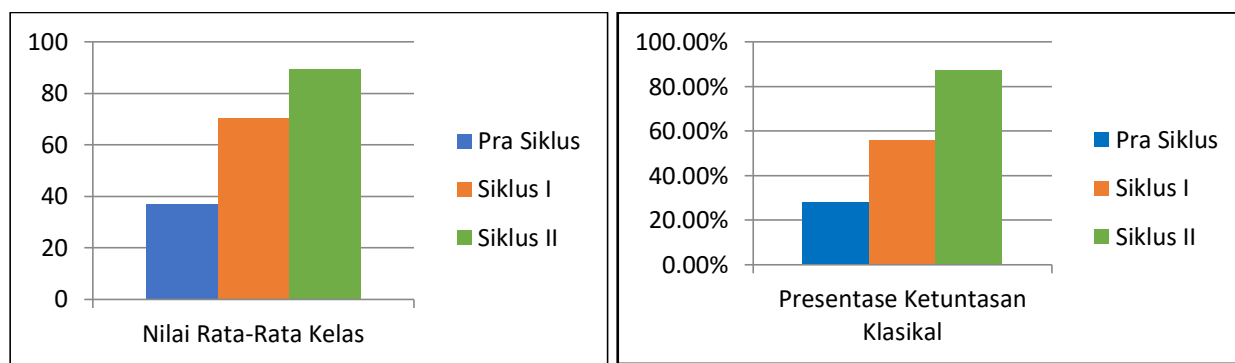 100
80
60
40
20
0
Nilai Rata-Rata Kelas
Pra Siklus
Siklus I
Siklus II
100.00%
80.00%
60.00%
40.00%
20.00%
0.00%
Presentase Ketuntasan
Klasikal
Pra Siklus
Siklus I
Siklus II